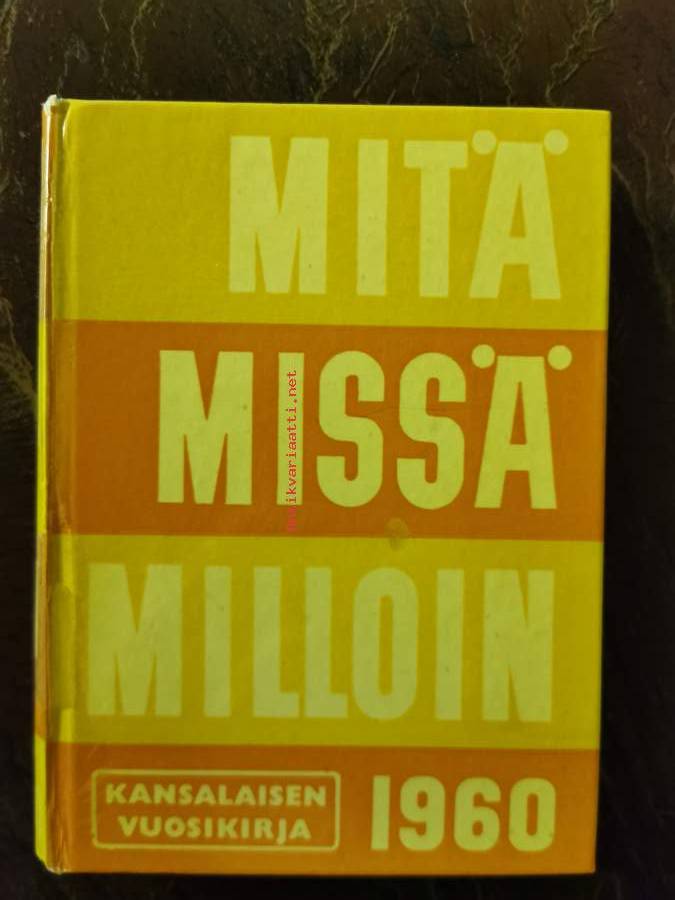 MITÄ
MISSÄ
MILLOIN
KANSALAISEN
VUOSIKIRJA
1960